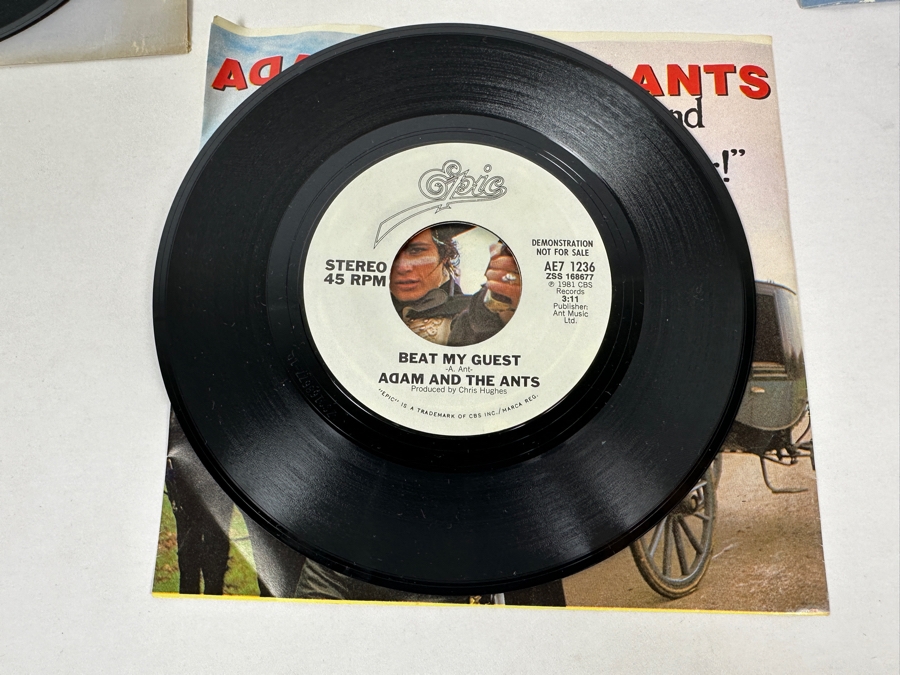 ADA
ANTS
nd
r!”
Epic
STEREO
45 RPM
DEMONSTRATION
NOT FOR SALE
AE7 1236
ZSS 168677
℗ 1981 CBS
Records
3:11
Publisher:
Ant Music
Ltd.
BEAT MY GUEST
-A. Ant-
ADAM AND THE ANTS
Produced by Chris Hughes
"EPIC" IS A TRADEMARK OF CBS INC./MARCA REG.